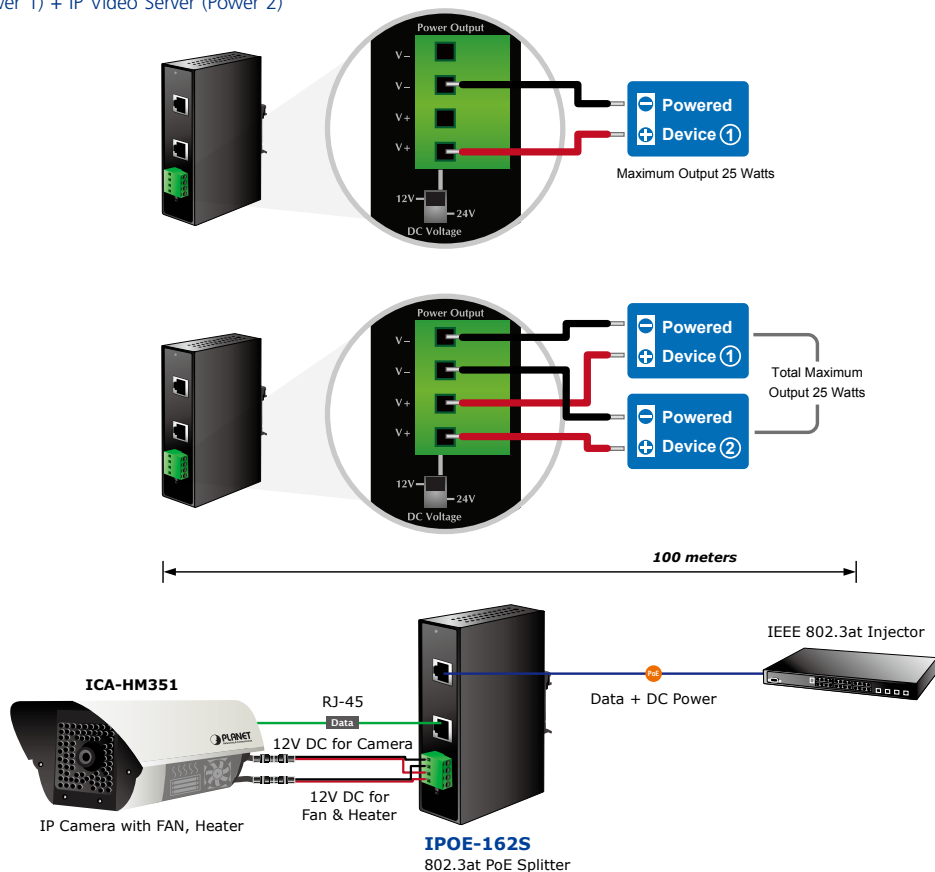 1) + IP Video Server (Power 2)
Power Output
V–
V–
V+
V+
12V
24V
DC Voltage
– Powered
+ Device ①
Maximum Output 25 Watts
Power Output
V–
V–
V+
V+
12V
24V
DC Voltage
– Powered
+ Device ①
– Powered
+ Device ②
Total Maximum
Output 25 Watts
100 meters
IEEE 802.3at Injector
PoE
Data + DC Power
ICA-HM351
RJ-45
Data
PLANET
12V DC for Camera
12V DC for
Fan & Heater
IP Camera with FAN, Heater
IPOE-162S
802.3at PoE Splitter